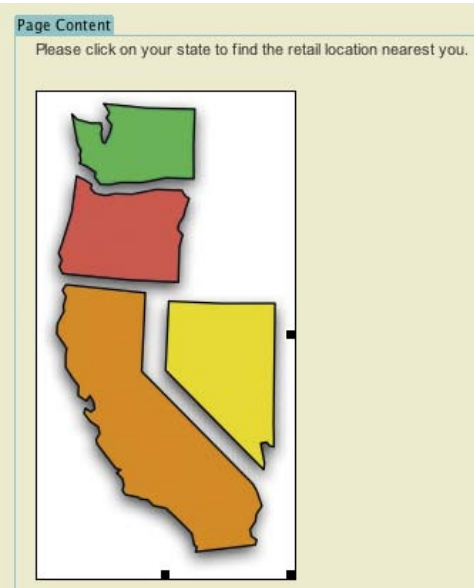 Page Content
Please click on your state to find the retail location nearest you.